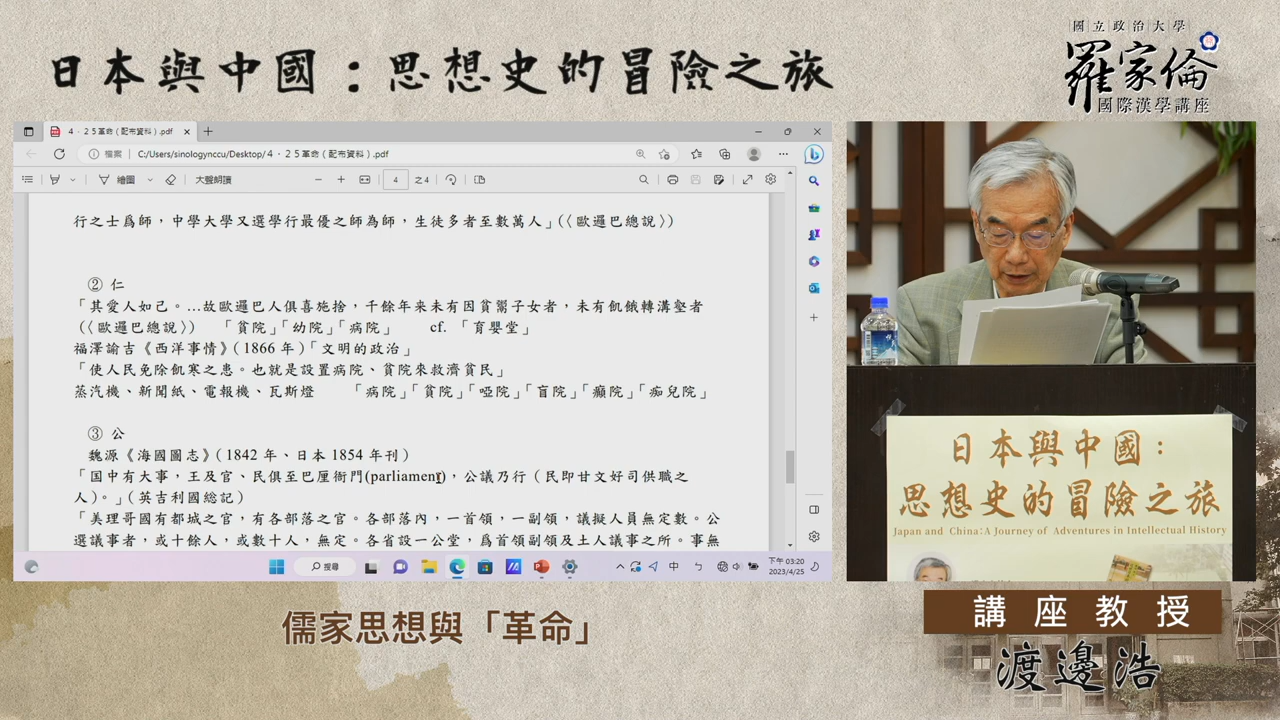 日本與中國：思想史的冒險之旅
國立政治大學
羅家倫
國際漢學講座
4．25革命（配布資料）.pdf
檔案 C:/Users/sinologynccu/Desktop/4．25革命（配布資料）.pdf
繪圖 大聲朗讀 4 之4
行之士爲師，中學大學又選學行最優之師為師，生徒多者至數萬人」（〈歐邏巴總說〉）
② 仁
「其愛人如己。…故歐邏巴人俱喜施捨，千餘年来未有因貧鬻子女者，未有飢餓轉溝壑者
（〈歐邏巴總說〉） 「貧院」「幼院」「病院」 cf. 「育嬰堂」
福澤諭吉《西洋事情》（1866 年）「文明的政治」
「使人民免除飢寒之患。也就是設置病院、貧院來救濟貧民」
蒸汽機、新聞紙、電報機、瓦斯燈 「病院」「貧院」「啞院」「盲院」「癲院」「痴兒院」
③ 公
魏源《海國圖志》（1842 年、日本 1854 年刊）
「国中有大事，王及官、民俱至巴厘衙門(parliament)，公議乃行（民即甘文好司供職之
人）。」（英吉利國総記）
「美理哥國有都城之官，有各部落之官。各部落內，一首領，一副領，議擬人員無定數。公
選議事者，或十餘人，或數十人，無定。各省設一公堂，爲首領副領及土人議事之所。事無
搜尋
中
下午 03:20
2023/4/25
日本與中國：
思想史的冒險之旅
Japan and China: A Journey of Adventures in Intellectual History
儒家思想與「革命」
講座教授
渡邊浩